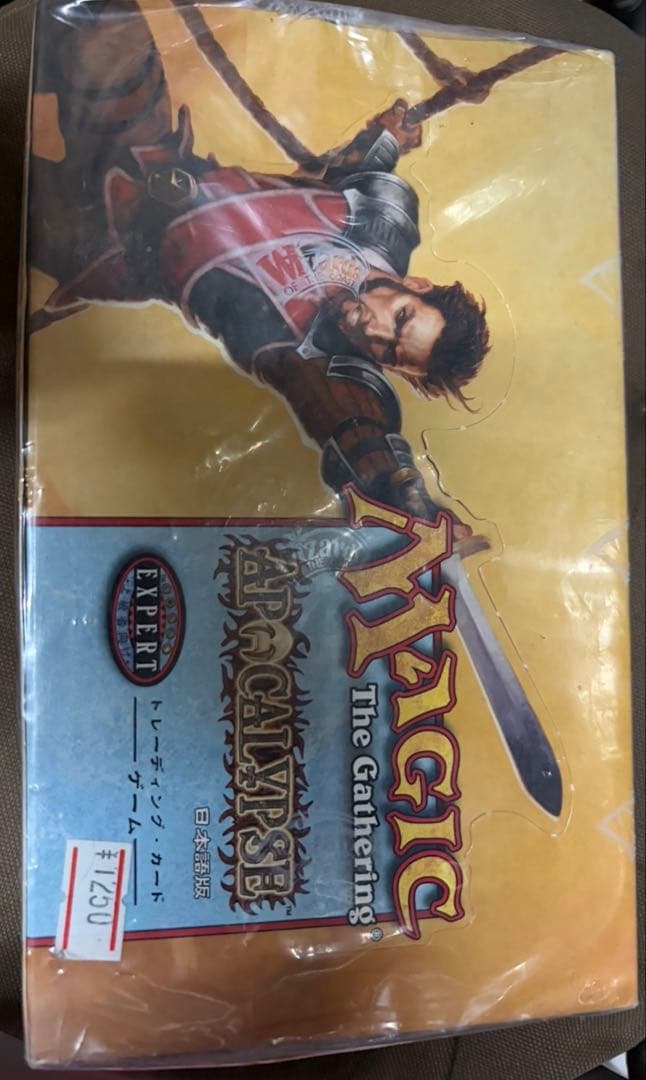 MAGIC
The Gathering®
APOCALYPSE™
日本語版
EXPERT
トレーディング・カード
ゲーム
¥1250